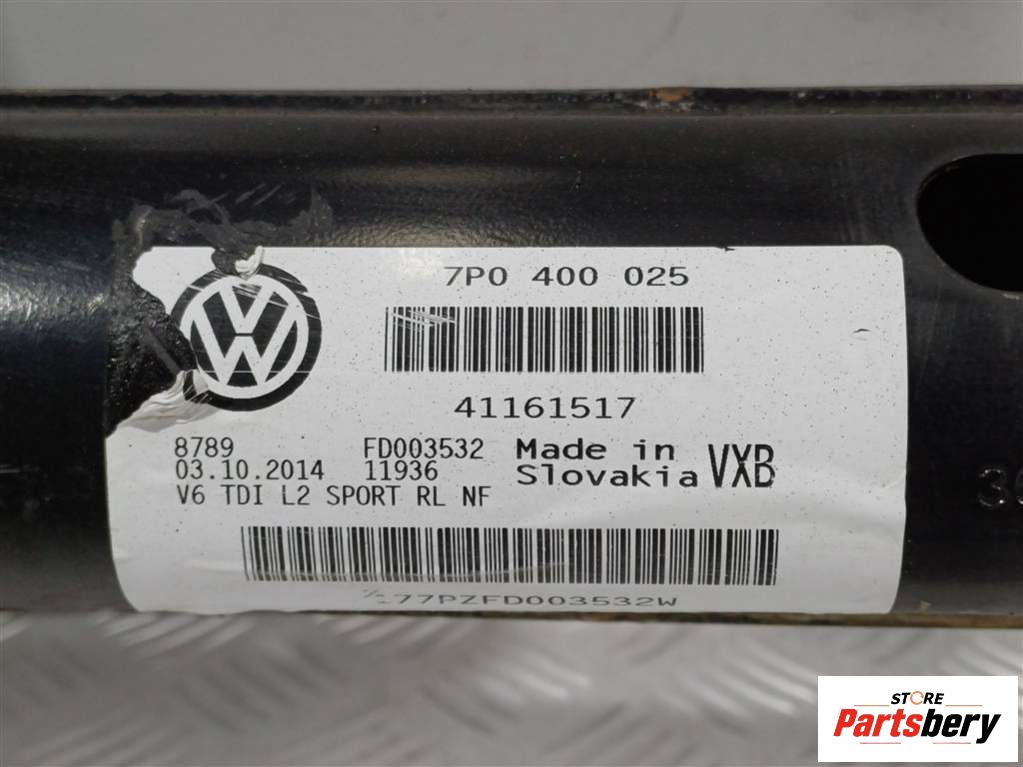 7P0 400 025
41161517
8789 FD003532 Made in VXB
03.10.2014 11936 Slovakia
V6 TDI L2 SPORT RL NF
77PZFD003532W
STORE
Partsbery